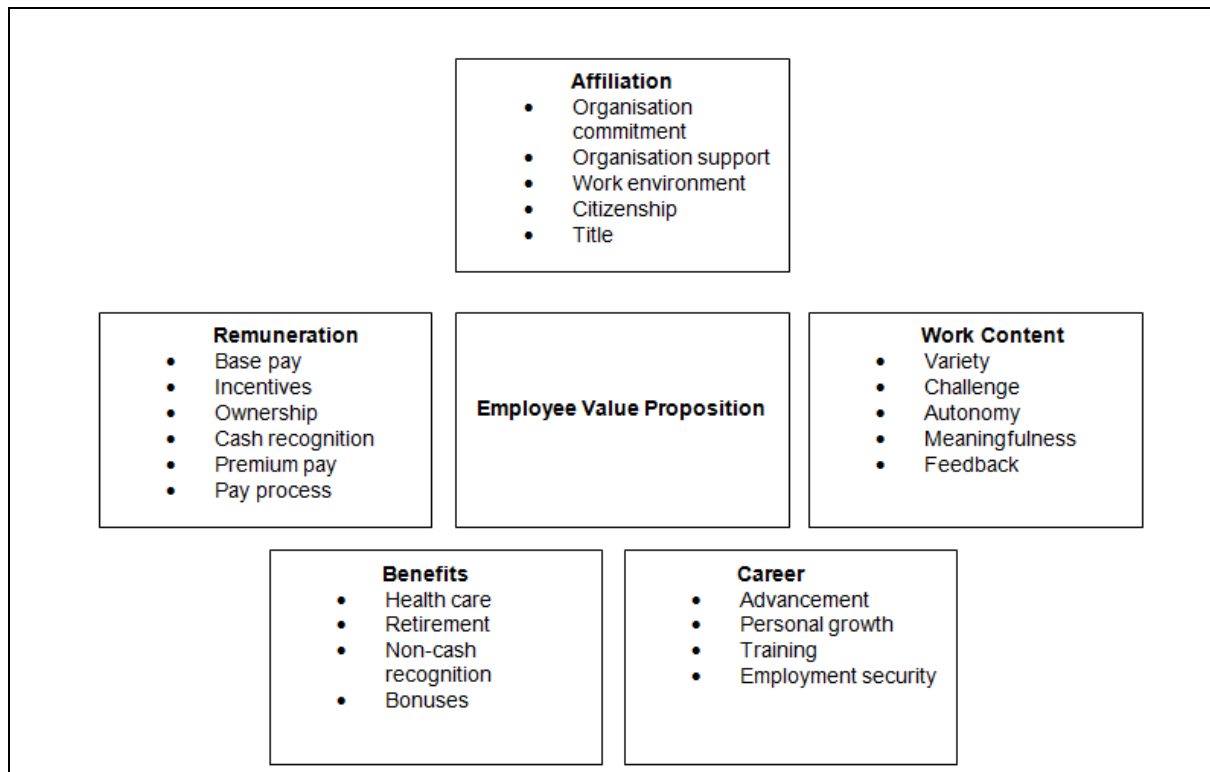 Affiliation
• Organisation
commitment
• Organisation support
• Work environment
• Citizenship
• Title
Remuneration
• Base pay
• Incentives
• Ownership
• Cash recognition
• Premium pay
• Pay process
Employee Value Proposition
Work Content
• Variety
• Challenge
• Autonomy
• Meaningfulness
• Feedback
Benefits
• Health care
• Retirement
• Non-cash
recognition
• Bonuses
Career
• Advancement
• Personal growth
• Training
• Employment security